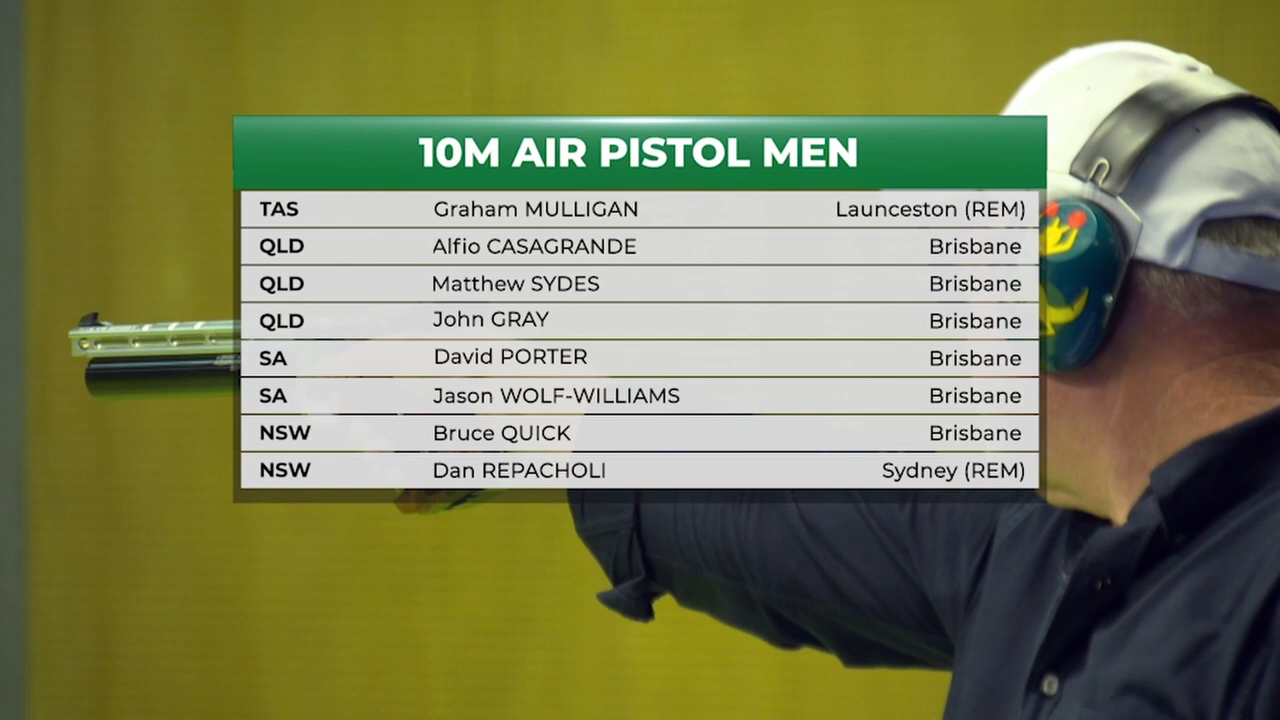 10M AIR PISTOL MEN
TAS Graham MULLIGAN Launceston (REM)
QLD Alfio CASAGRANDE Brisbane
QLD Matthew SYDES Brisbane
QLD John GRAY Brisbane
SA David PORTER Brisbane
SA Jason WOLF-WILLIAMS Brisbane
NSW Bruce QUICK Brisbane
NSW Dan REPACHOLI Sydney (REM)